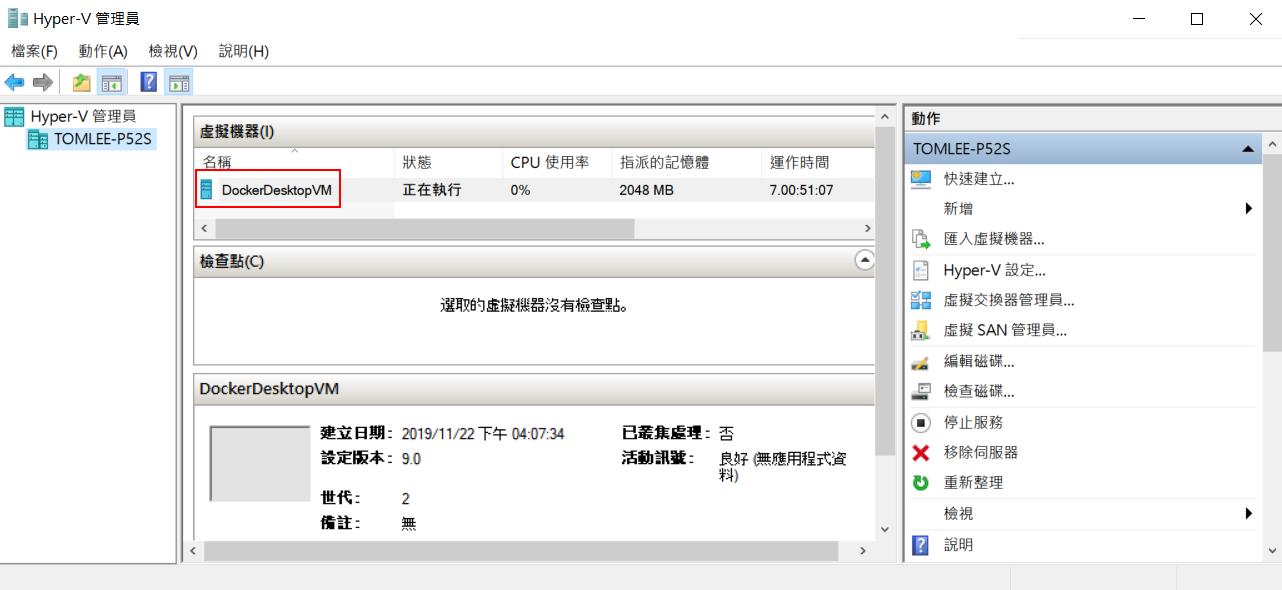 Hyper-V 管理員
檔案(F) 動作(A) 檢視(V) 說明(H)
Hyper-V 管理員
TOMLEE-P52S
虛擬機器(I)
名稱 狀態 CPU 使用率 指派的記憶體 運作時間
DockerDesktopVM 正在執行 0% 2048 MB 7.00:51:07
檢查點(C)
選取的虛擬機器沒有檢查點。
DockerDesktopVM
建立日期: 2019/11/22 下午 04:07:34 已叢集處理: 否
設定版本: 9.0 活動訊號: 良好 (無應用程式資
料)
世代: 2
備註: 無
動作
TOMLEE-P52S
快速建立...
新增
匯入虛擬機器...
Hyper-V 設定...
虛擬交換器管理員...
虛擬 SAN 管理員...
編輯磁碟...
檢查磁碟...
停止服務
移除伺服器
重新整理
檢視
說明